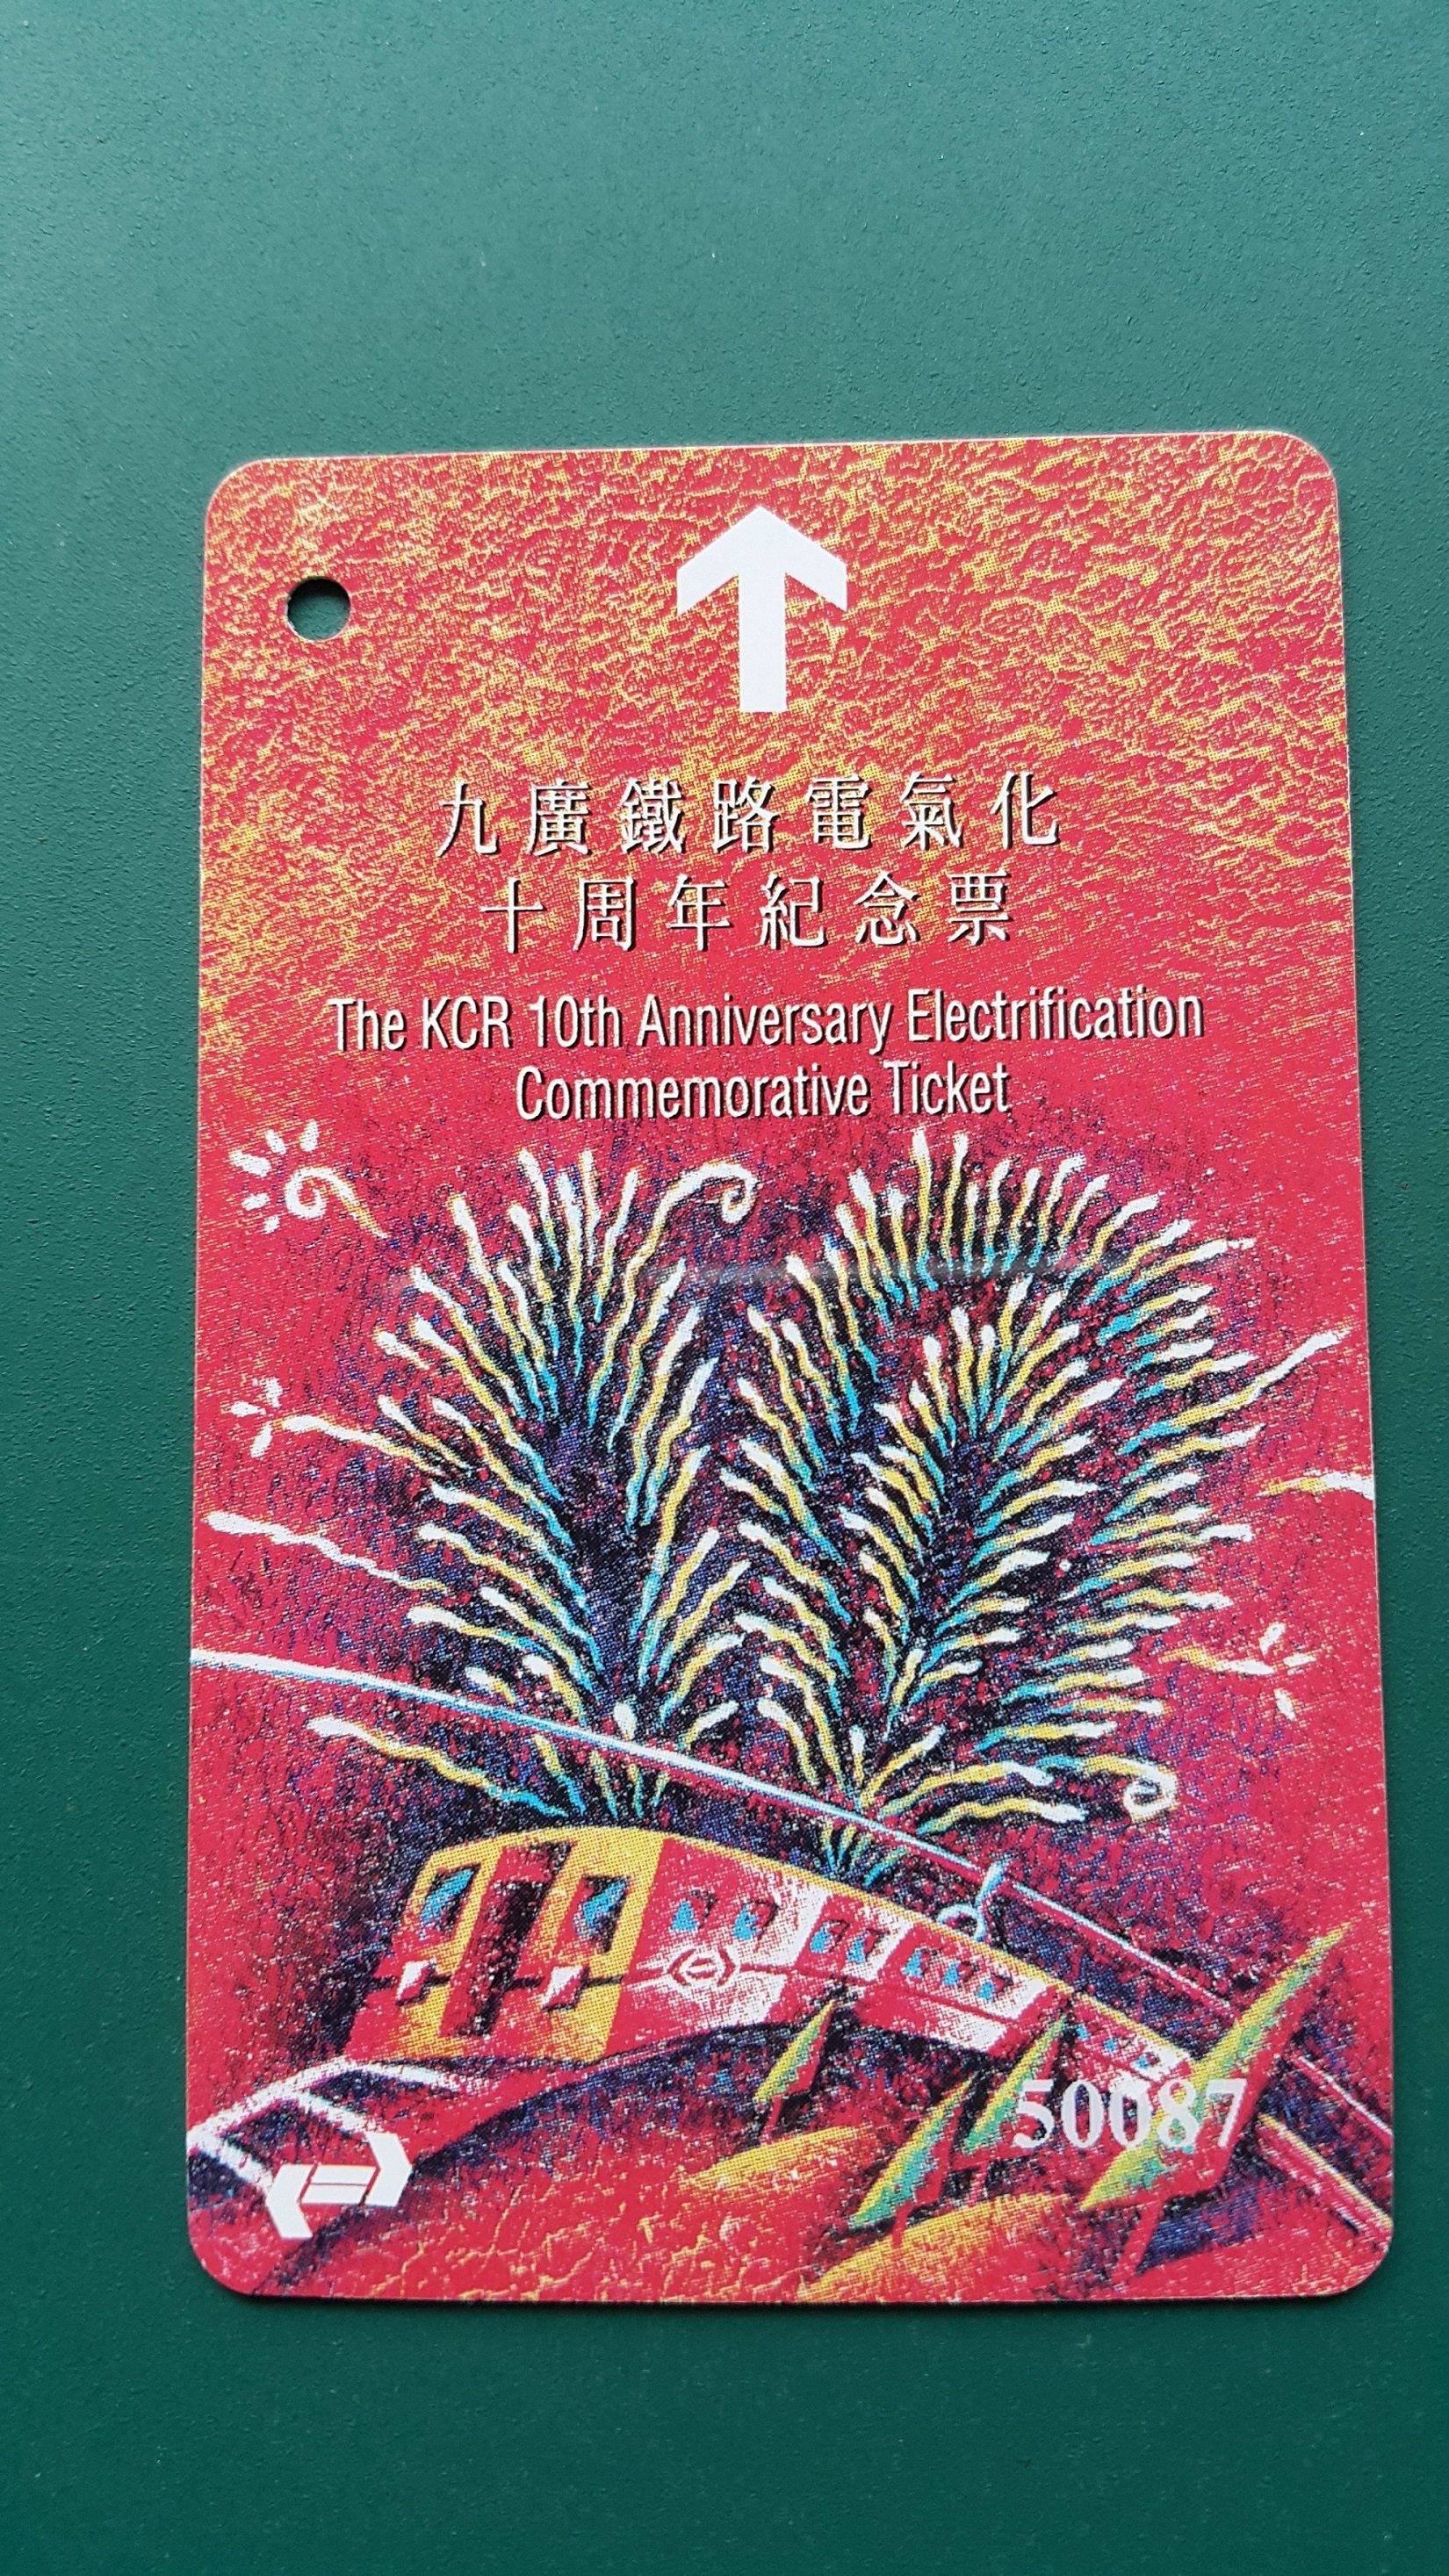 九廣鐵路電氣化
十周年紀念票
The KCR 10th Anniversary Electrification
Commemorative Ticket
50087